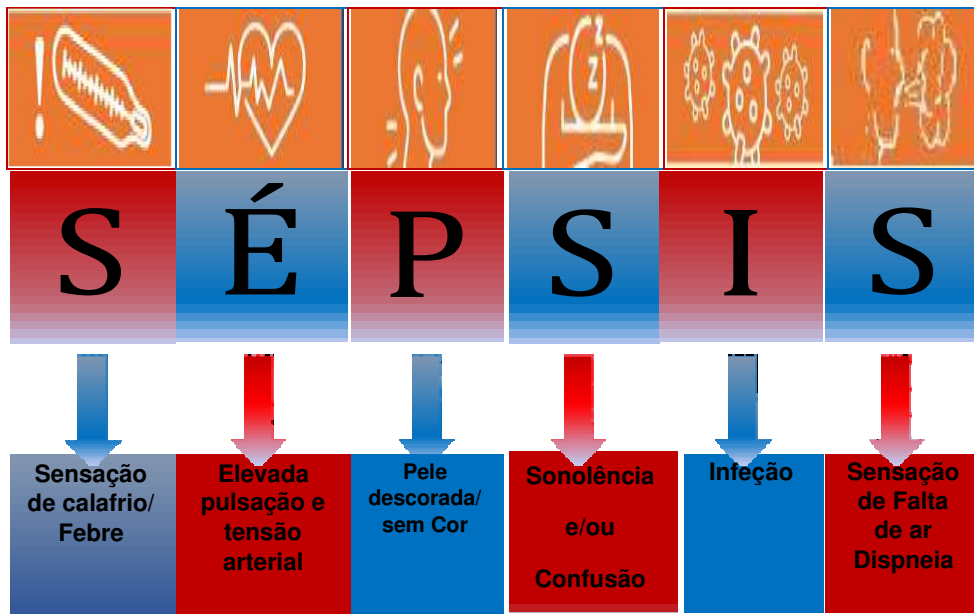 z
z
Z
S É P S I S
Sensação
de calafrio/
Febre
Elevada
pulsação e
tensão
arterial
Pele
descorada/
sem Cor
Sonolência
e/ou
Confusão
Infeção
Sensação
de Falta
de ar
Dispneia